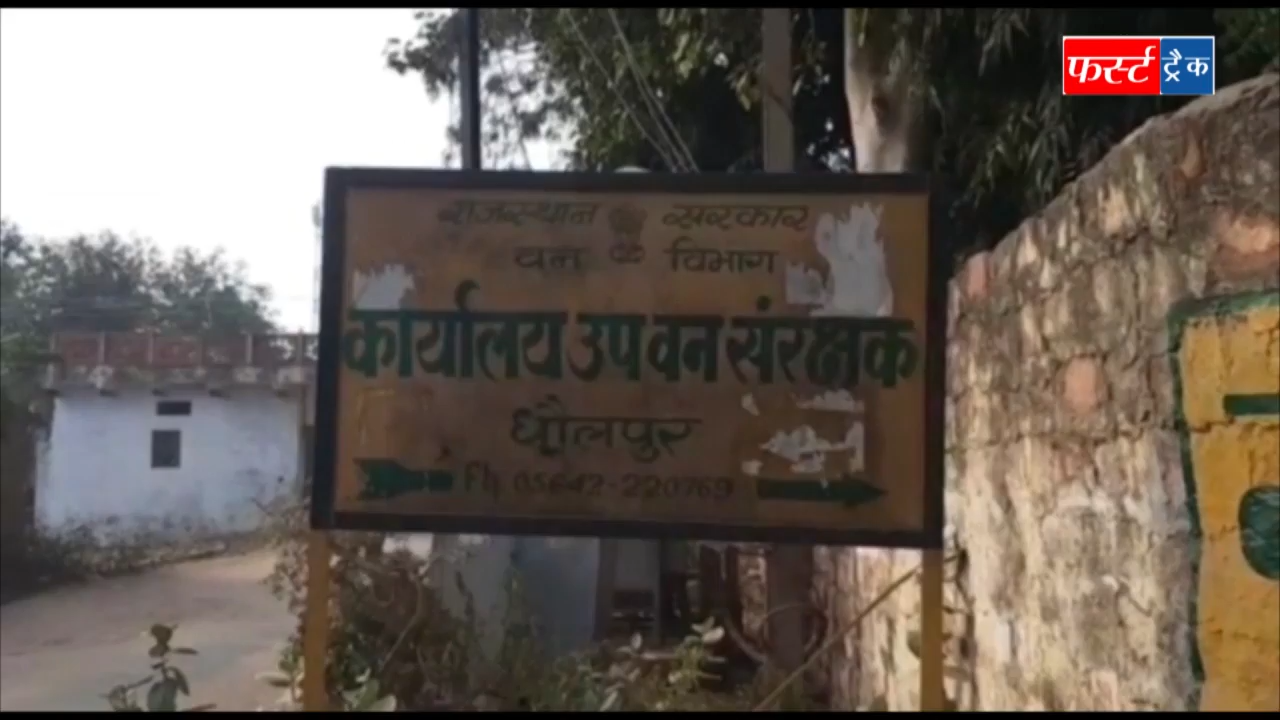 फर्स्ट ट्रैक
राजस्थान सरकार
वन विभाग
कार्यालय उप वन संरक्षक
धौलपुर
Ph 05642-220769